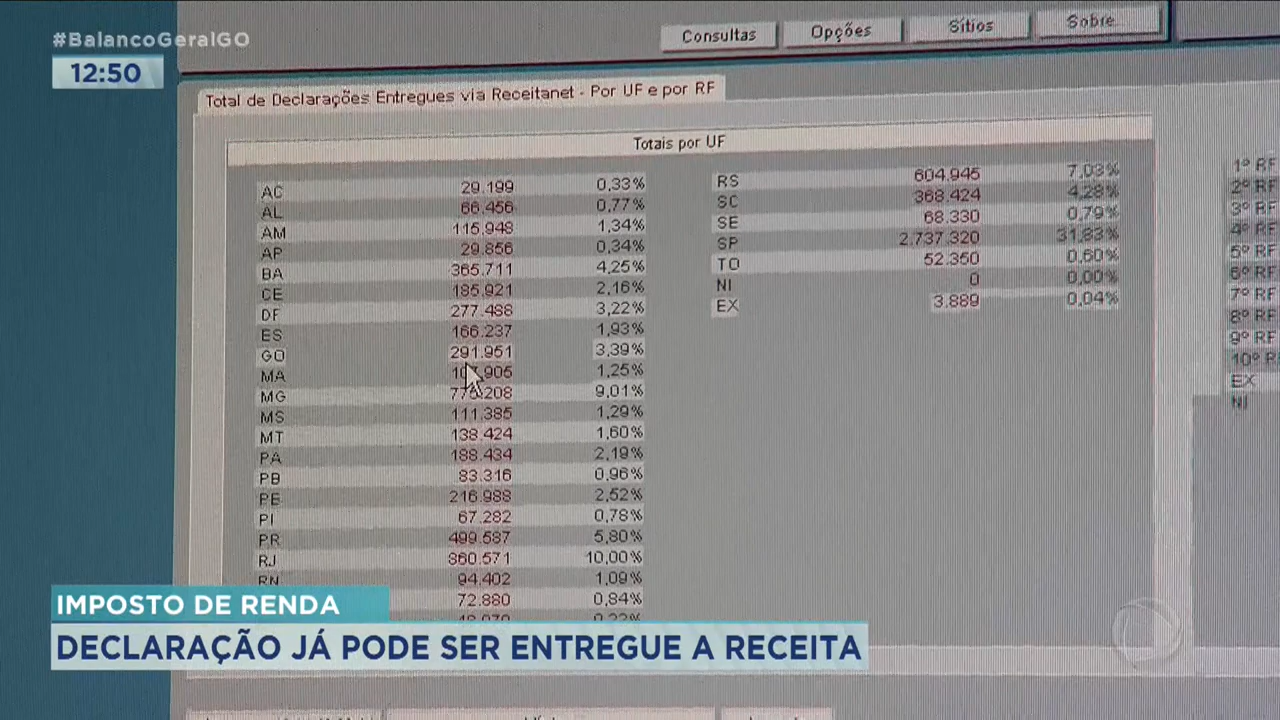 #BalancoGeralGO
12:50
Consultas Opções Sítios Sobre
Total de Declarações Entregues via Receitanet - Por UF e por RF
Totais por UF
AC 29.199 0,33%
AL 66.456 0,77%
AM 115.948 1,34%
AP 29.856 0,34%
BA 365.711 4,25%
CE 185.921 2,16%
DF 277.488 3,22%
ES 166.237 1,93%
GO 291.951 3,39%
MA 1,25%
MG 9,01%
MS 111.385 1,29%
MT 138.424 1,60%
PA 188.434 2,19%
PB 83.316 0,96%
PE 216.988 2,52%
PI 67.282 0,78%
PR 499.587 5,80%
RJ 860.571 10,00%
RN 94.402 1,09%
72.880 0,84%
RS 604.945 7,03%
SC 368.424 4,28%
SE 68.330 0,79%
SP 2.737.320 31,83%
TO 52.350 0,60%
NI 0 0,00%
EX 3.889 0,04%
1º RF
2º RF
3º RF
4º RF
5º RF
6º RF
7º RF
8º RF
9º RF
10º R
EX
NI
IMPOSTO DE RENDA
DECLARAÇÃO JÁ PODE SER ENTREGUE A RECEITA